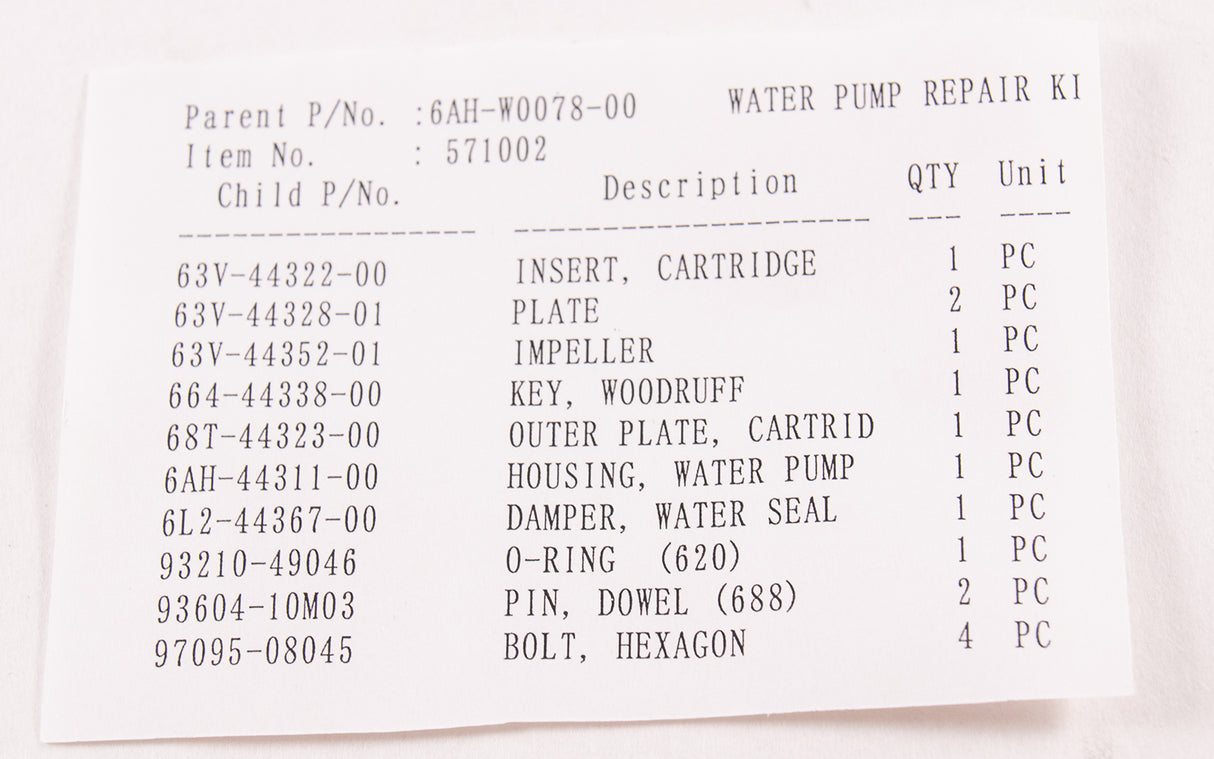 Parent P/No. :6AH-W0078-00 WATER PUMP REPAIR KI
Item No. : 571002
Child P/No. Description QTY Unit
----------------- -------------------- --- ----
63V-44322-00 INSERT, CARTRIDGE 1 PC
63V-44328-01 PLATE 2 PC
63V-44352-01 IMPELLER 1 PC
664-44338-00 KEY, WOODRUFF 1 PC
68T-44323-00 OUTER PLATE, CARTRID 1 PC
6AH-44311-00 HOUSING, WATER PUMP 1 PC
6L2-44367-00 DAMPER, WATER SEAL 1 PC
93210-49046 O-RING (620) 1 PC
93604-10M03 PIN, DOWEL (688) 2 PC
97095-08045 BOLT, HEXAGON 4 PC